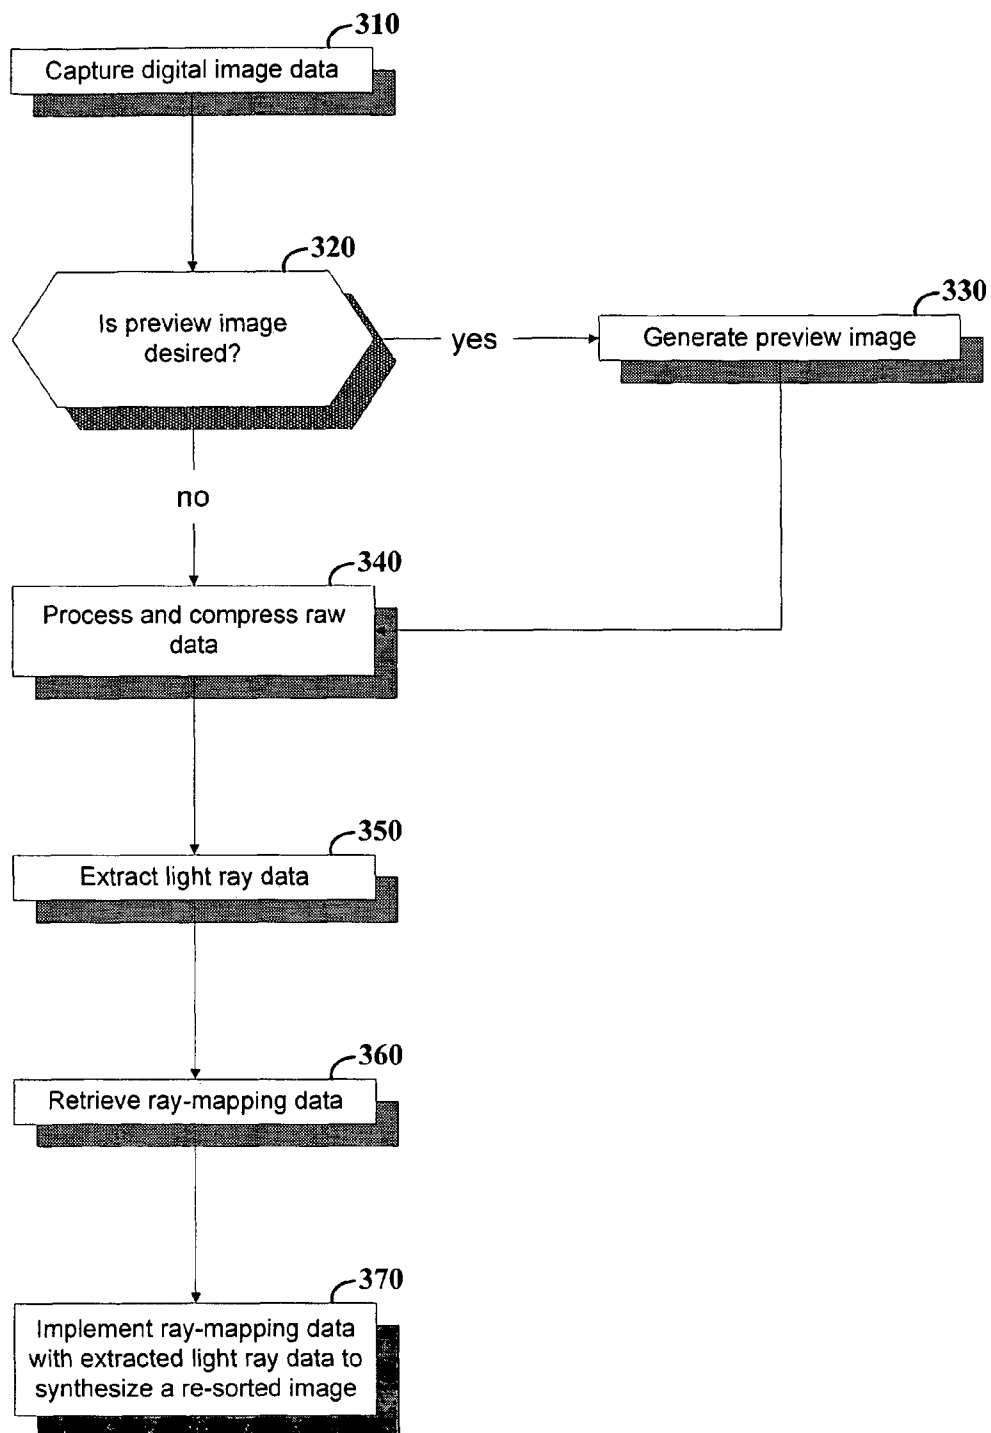 310
Capture digital image data
320
Is preview image
desired?
yes
330
Generate preview image
no
340
Process and compress raw
data
350
Extract light ray data
360
Retrieve ray-mapping data
370
Implement ray-mapping data
with extracted light ray data to
synthesize a re-sorted image